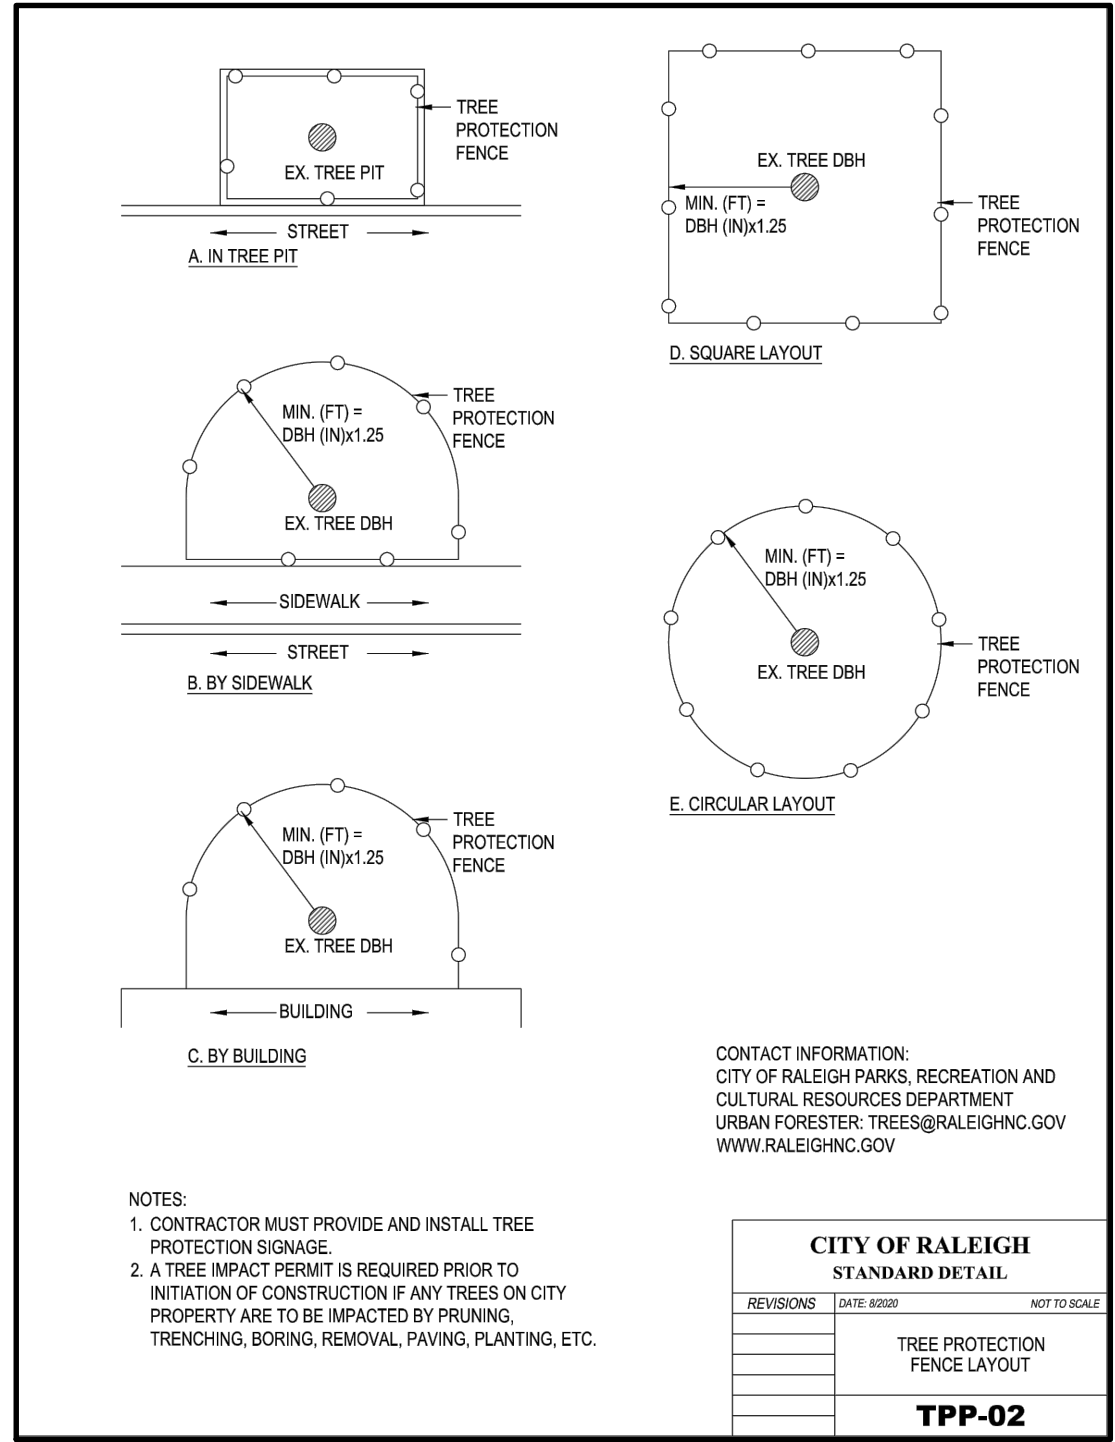 TREE
PROTECTION
FENCE
EX. TREE PIT
STREET
A. IN TREE PIT
EX. TREE DBH
MIN. (FT) =
DBH (IN)x1.25
TREE
PROTECTION
FENCE
D. SQUARE LAYOUT
TREE
PROTECTION
FENCE
MIN. (FT) =
DBH (IN)x1.25
EX. TREE DBH
SIDEWALK
STREET
B. BY SIDEWALK
MIN. (FT) =
DBH (IN)x1.25
EX. TREE DBH
TREE
PROTECTION
FENCE
E. CIRCULAR LAYOUT
TREE
PROTECTION
FENCE
MIN. (FT) =
DBH (IN)x1.25
EX. TREE DBH
BUILDING
C. BY BUILDING
CONTACT INFORMATION:
CITY OF RALEIGH PARKS, RECREATION AND
CULTURAL RESOURCES DEPARTMENT
URBAN FORESTER: TREES@RALEIGHNC.GOV
WWW.RALEIGHNC.GOV
NOTES:
1. CONTRACTOR MUST PROVIDE AND INSTALL TREE
PROTECTION SIGNAGE.
2. A TREE IMPACT PERMIT IS REQUIRED PRIOR TO
INITIATION OF CONSTRUCTION IF ANY TREES ON CITY
PROPERTY ARE TO BE IMPACTED BY PRUNING,
TRENCHING, BORING, REMOVAL, PAVING, PLANTING, ETC.
CITY OF RALEIGH
STANDARD DETAIL
REVISIONS
DATE: 8/2020
NOT TO SCALE
TREE PROTECTION
FENCE LAYOUT
TPP-02